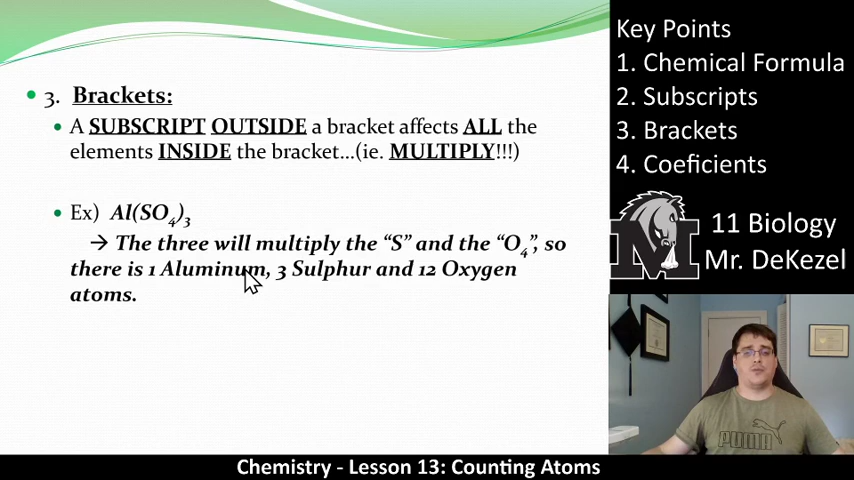 3. Brackets:
A SUBSCRIPT OUTSIDE a bracket affects ALL the
elements INSIDE the bracket...(ie. MULTIPLY!!!)
Ex) Al(SO₄)₃
→ The three will multiply the “S” and the “O₄”, so
there is 1 Aluminum, 3 Sulphur and 12 Oxygen
atoms.
Key Points
1. Chemical Formula
2. Subscripts
3. Brackets
4. Coeficients
M
11 Biology
Mr. DeKezel
PUMA
Chemistry - Lesson 13: Counting Atoms